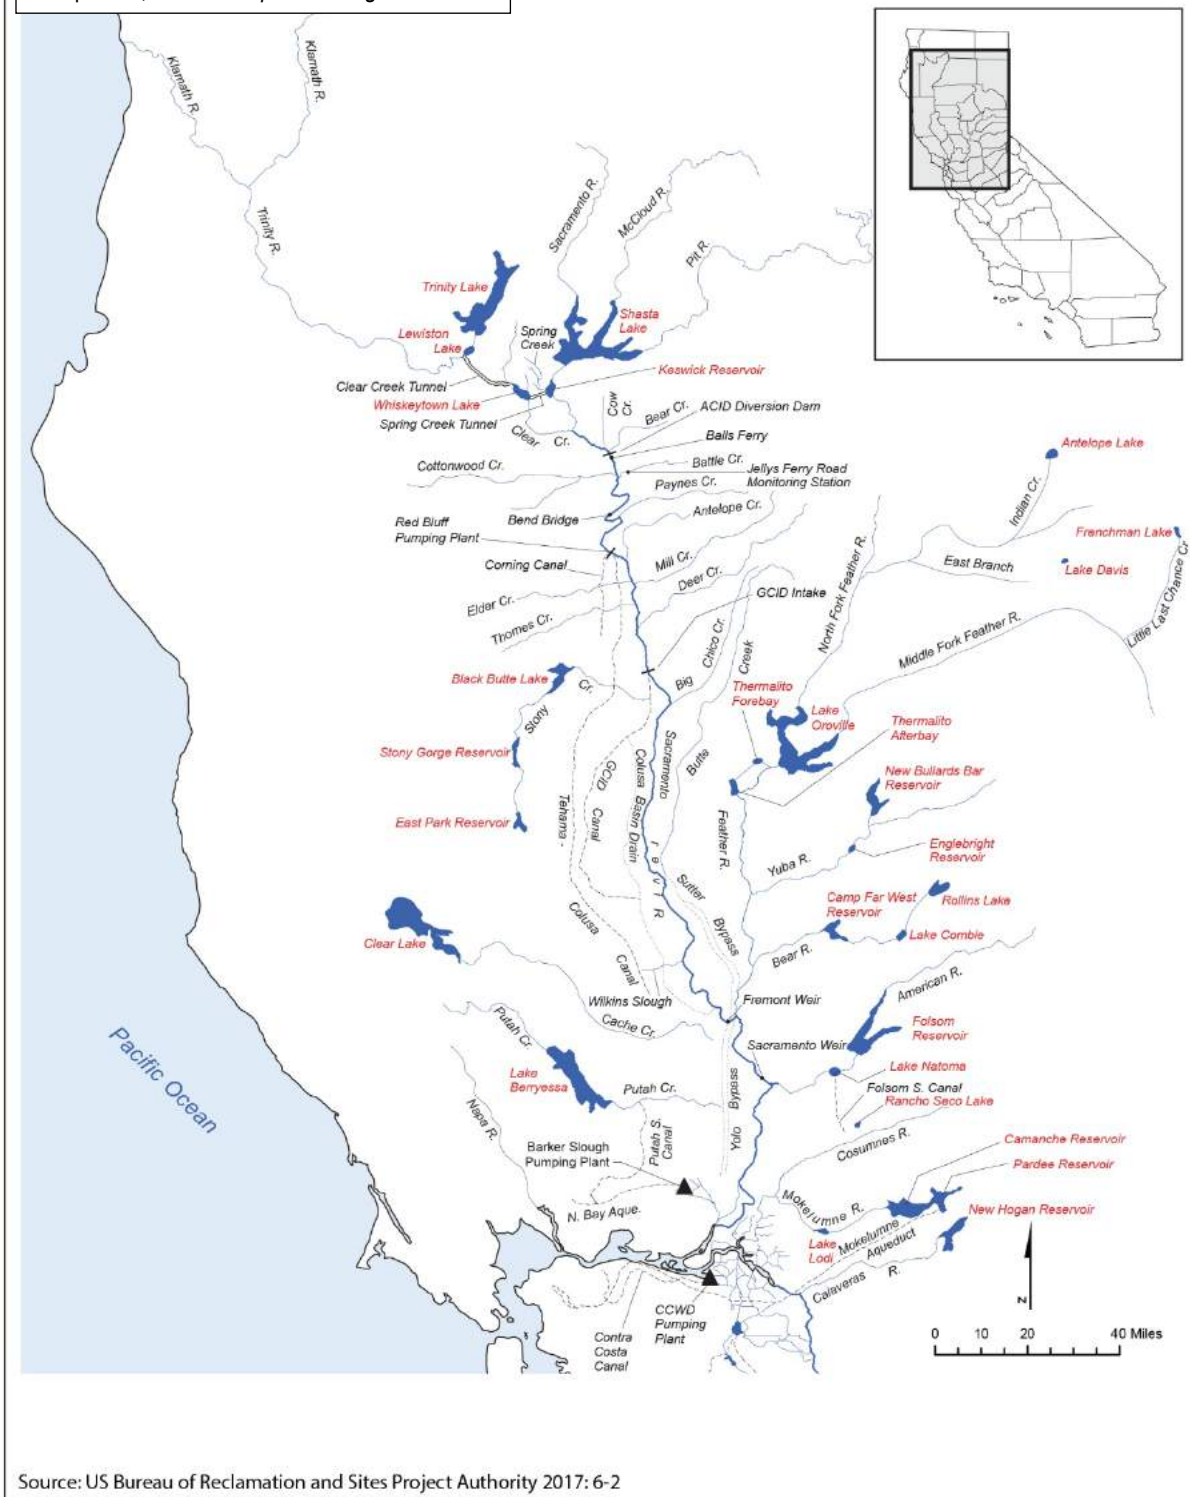 Klamath R.
Klamath R.
Trinity R.
Sacramento R.
McCloud R.
Pit R.
Trinity Lake
Lewiston
Lake
Spring
Creek
Shasta
Lake
Keswick Reservoir
Clear Creek Tunnel
Whiskeytown Lake
Spring Creek Tunnel
Clear Cr.
Cow
Cr.
Bear Cr.
ACID Diversion Dam
Balls Ferry
Cottonwood Cr.
Battle Cr.
Jellys Ferry Road
Monitoring Station
Paynes Cr.
Antelope Cr.
Bend Bridge
Red Bluff
Pumping Plant
Corning Canal
Mill Cr.
Deer Cr.
Elder Cr.
Thomes Cr.
GCID Intake
Antelope Lake
Indian Cr.
Frenchman Lake
East Branch
Lake Davis
Little Last Chance Cr.
North Fork Feather R.
Middle Fork Feather R.
Big Chico Cr.
Butte Creek
Black Butte Lake
Stony Cr.
Stony Gorge Reservoir
East Park Reservoir
Thermalito
Forebay
Lake
Oroville
Thermalito
Afterbay
New Bullards Bar
Reservoir
Tehama-
Colusa
Canal
GCID
Canal
Colusa Basin Drain
Sacramento
r e v i R
Feather R.
Yuba R.
Englebright
Reservoir
Sutter
Bypass
Camp Far West
Reservoir
Rollins Lake
Lake Combie
Bear R.
American R.
Clear Lake
Wilkins Slough
Fremont Weir
Cache Cr.
Putah Cr.
Sacramento Weir
Folsom
Reservoir
Lake Natoma
Folsom S. Canal
Rancho Seco Lake
Lake
Berryessa
Putah Cr.
Yolo Bypass
Napa R.
Putah S.
Canal
Cosumnes R.
Barker Slough
Pumping Plant
N. Bay Aque.
Camanche Reservoir
Pardee Reservoir
Mokelumne R.
New Hogan Reservoir
Lake
Lodi
Mokelumne
Aqueduct
Calaveras R.
CCWD
Pumping
Plant
Contra
Costa
Canal
Pacific Ocean
N
0 10 20 40 Miles
Source: US Bureau of Reclamation and Sites Project Authority 2017: 6-2